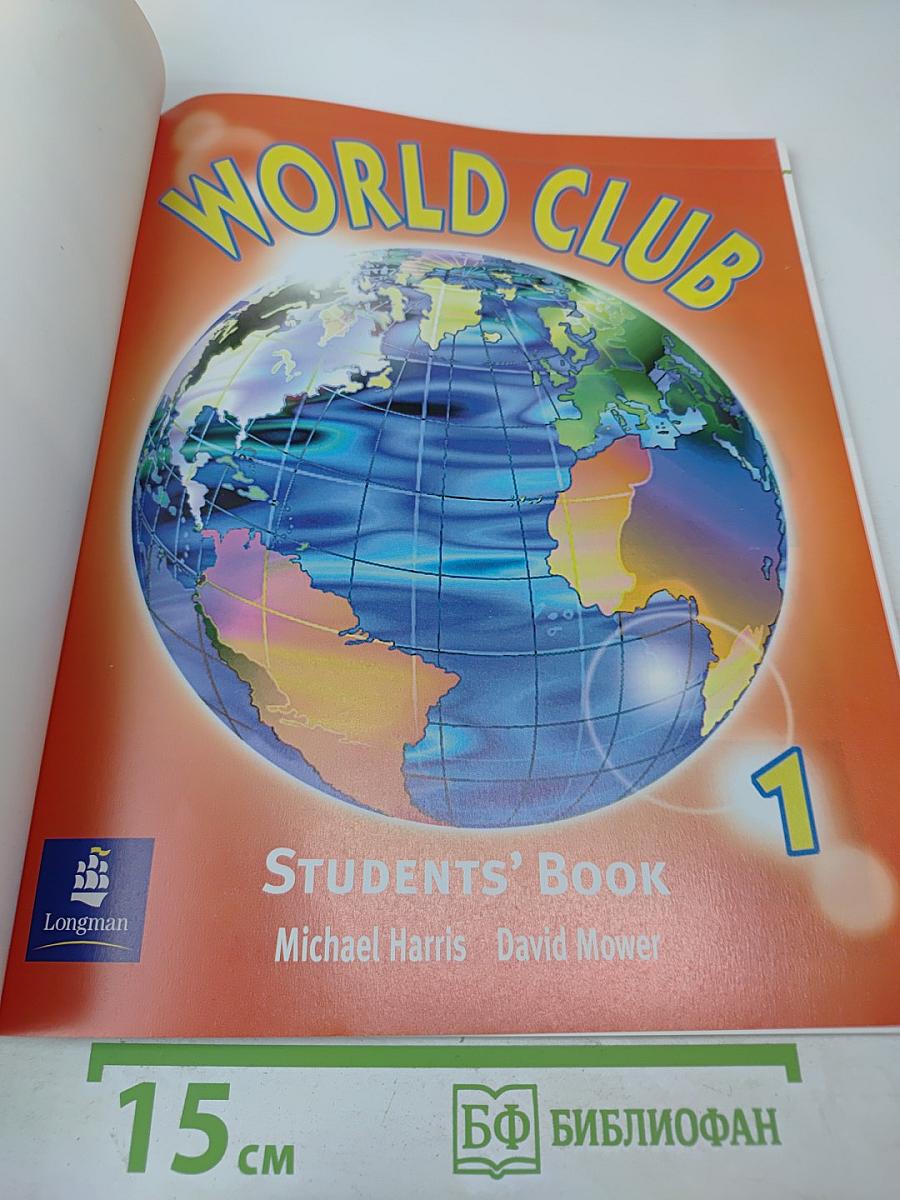 WORLD CLUB
1
STUDENTS' BOOK
Michael Harris David Mower
Longman
15 см
БФ БИБЛИОФАН